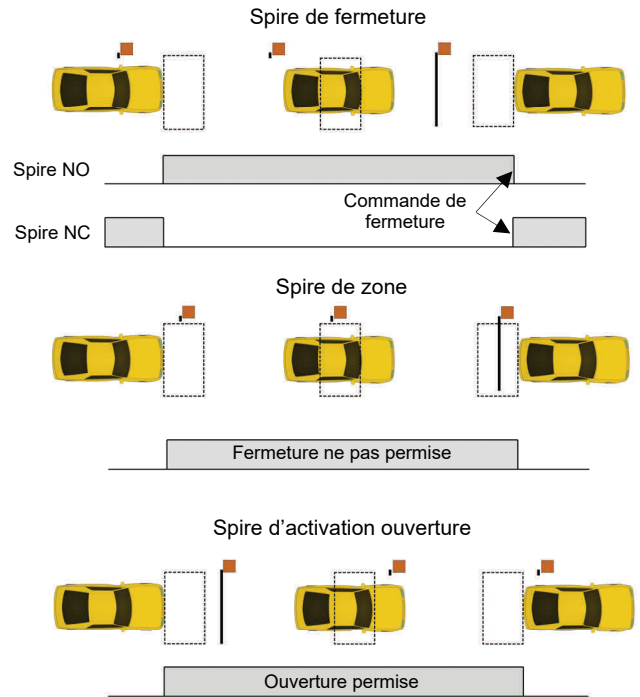 Spire de fermeture
Spire NO
Commande de
fermeture
Spire NC
Spire de zone
Fermeture ne pas permise
Spire d'activation ouverture
Ouverture permise